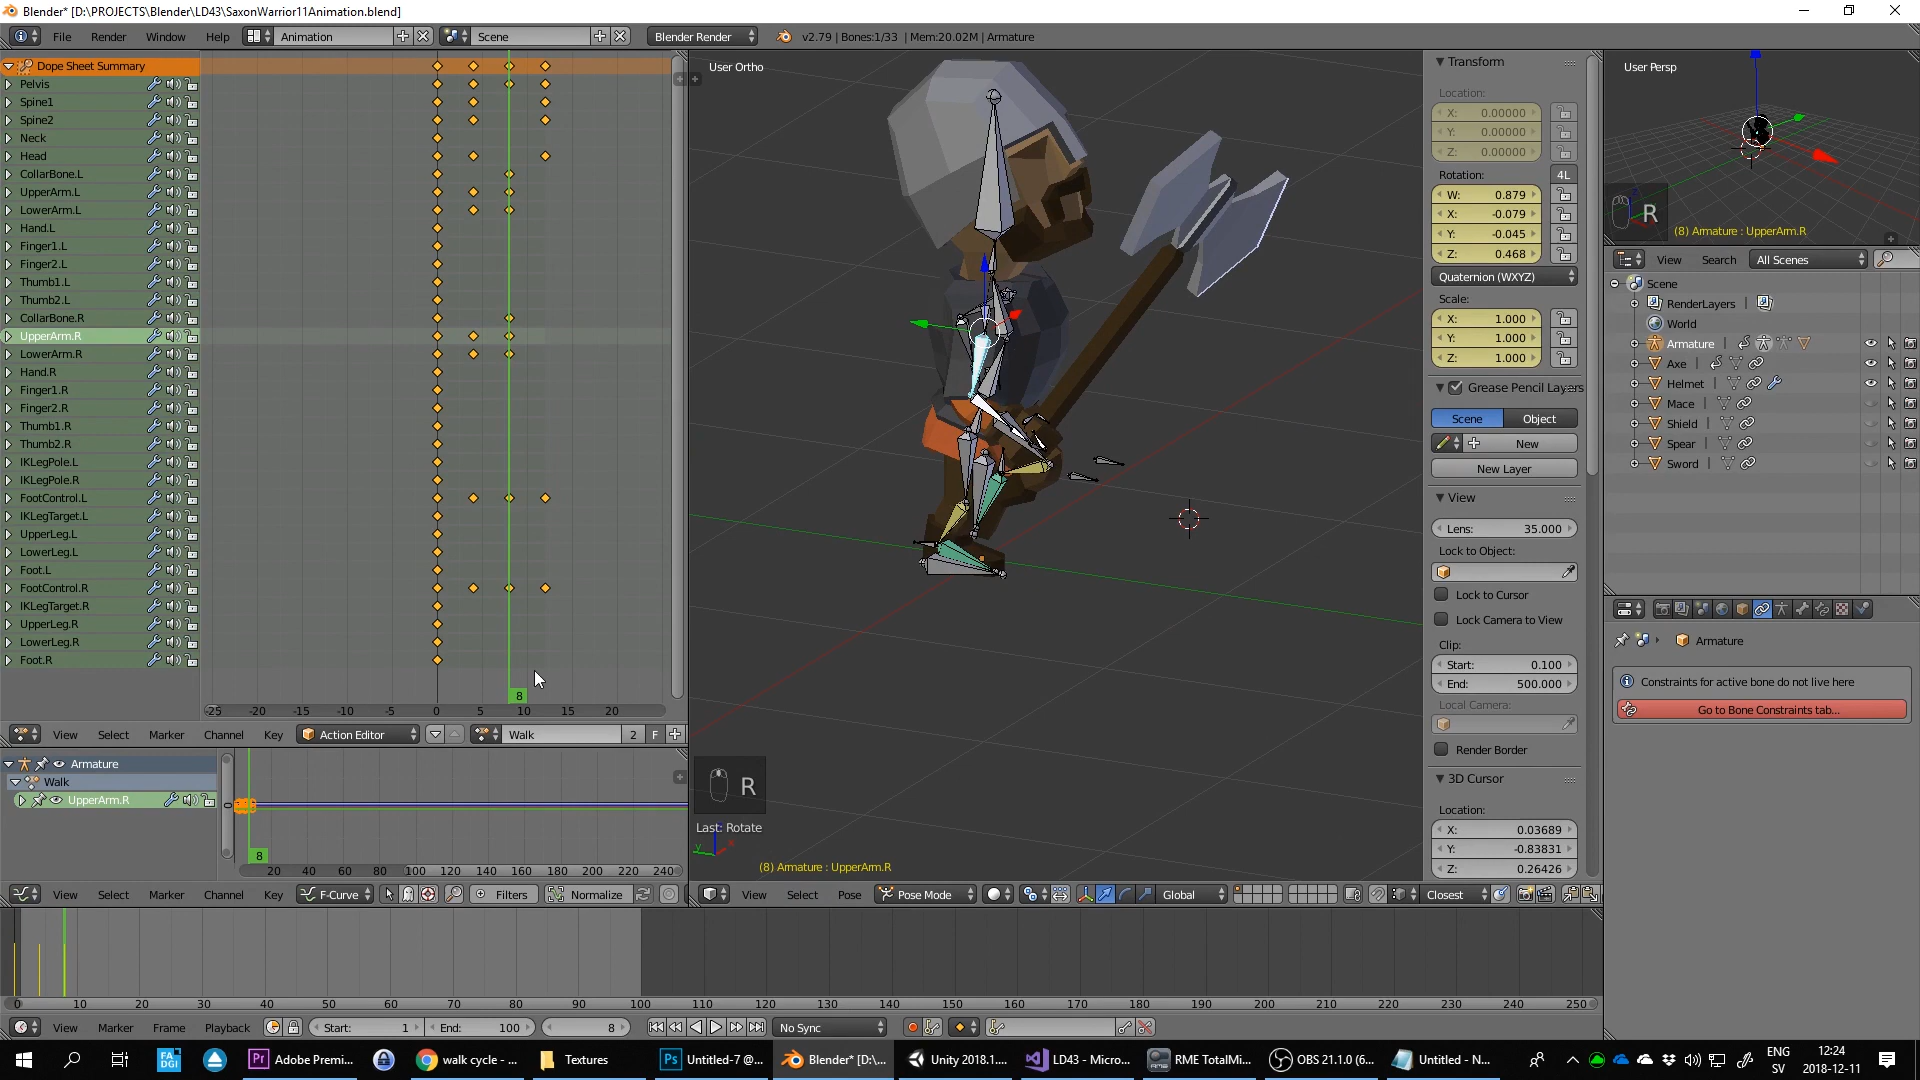 Blender* [D:\PROJECTS\Blender\LD43\SaxonWarrior11Animation.blend]
File Render Window Help Animation Scene Blender Render v2.79 | Bones:1/33 | Mem:20.02M | Armature
Dope Sheet Summary
Pelvis
Spine1
Spine2
Neck
Head
CollarBone.L
UpperArm.L
LowerArm.L
Hand.L
Finger1.L
Finger2.L
Thumb1.L
Thumb2.L
CollarBone.R
UpperArm.R
LowerArm.R
Hand.R
Finger1.R
Finger2.R
Thumb1.R
Thumb2.R
IKLegPole.L
IKLegPole.R
FootControl.L
IKLegTarget.L
UpperLeg.L
LowerLeg.L
Foot.L
FootControl.R
IKLegTarget.R
UpperLeg.R
LowerLeg.R
Foot.R
8
-25 -20 -15 -10 -5 0 5 10 15 20
View Select Marker Channel Key Action Editor Walk 2 F
Armature
Walk
UpperArm.R
8
20 40 60 80 100 120 140 160 180 200 220 240
View Select Marker Channel Key F-Curve Filters Normalize
User Ortho
R
Last: Rotate
(8) Armature : UpperArm.R
View Select Pose Pose Mode Global Closest
Transform
Location:
X: 0.00000
Y: 0.00000
Z: 0.00000
Rotation: 4L
W: 0.879
X: -0.079
Y: -0.045
Z: 0.468
Quaternion (WXYZ)
Scale:
X: 1.000
Y: 1.000
Z: 1.000
Grease Pencil Layers
Scene Object
New
New Layer
View
Lens: 35.000
Lock to Object:
Lock to Cursor
Lock Camera to View
Clip:
Start: 0.100
End: 500.000
Local Camera:
Render Border
3D Cursor
Location:
X: 0.03689
Y: -0.83831
Z: 0.26426
User Persp
R
(8) Armature : UpperArm.R
View Search All Scenes
Scene
RenderLayers
World
Armature
Axe
Helmet
Mace
Shield
Spear
Sword
Armature
Constraints for active bone do not live here
Go to Bone Constraints tab...
0 10 20 30 40 50 60 70 80 90 100 110 120 130 140 150 160 170 180 190 200 210 220 230 240 250
View Marker Frame Playback Start: 1 End: 100 8 No Sync
FA DGI
Pr Adobe Premi...
walk cycle - ...
Textures
Ps Untitled-7 @...
Blender* [D:\...
Unity 2018.1....
LD43 - Micro...
RME TotalMi...
OBS 21.1.0 (6...
Untitled - N...
ENG
SV
12:24
2018-12-11